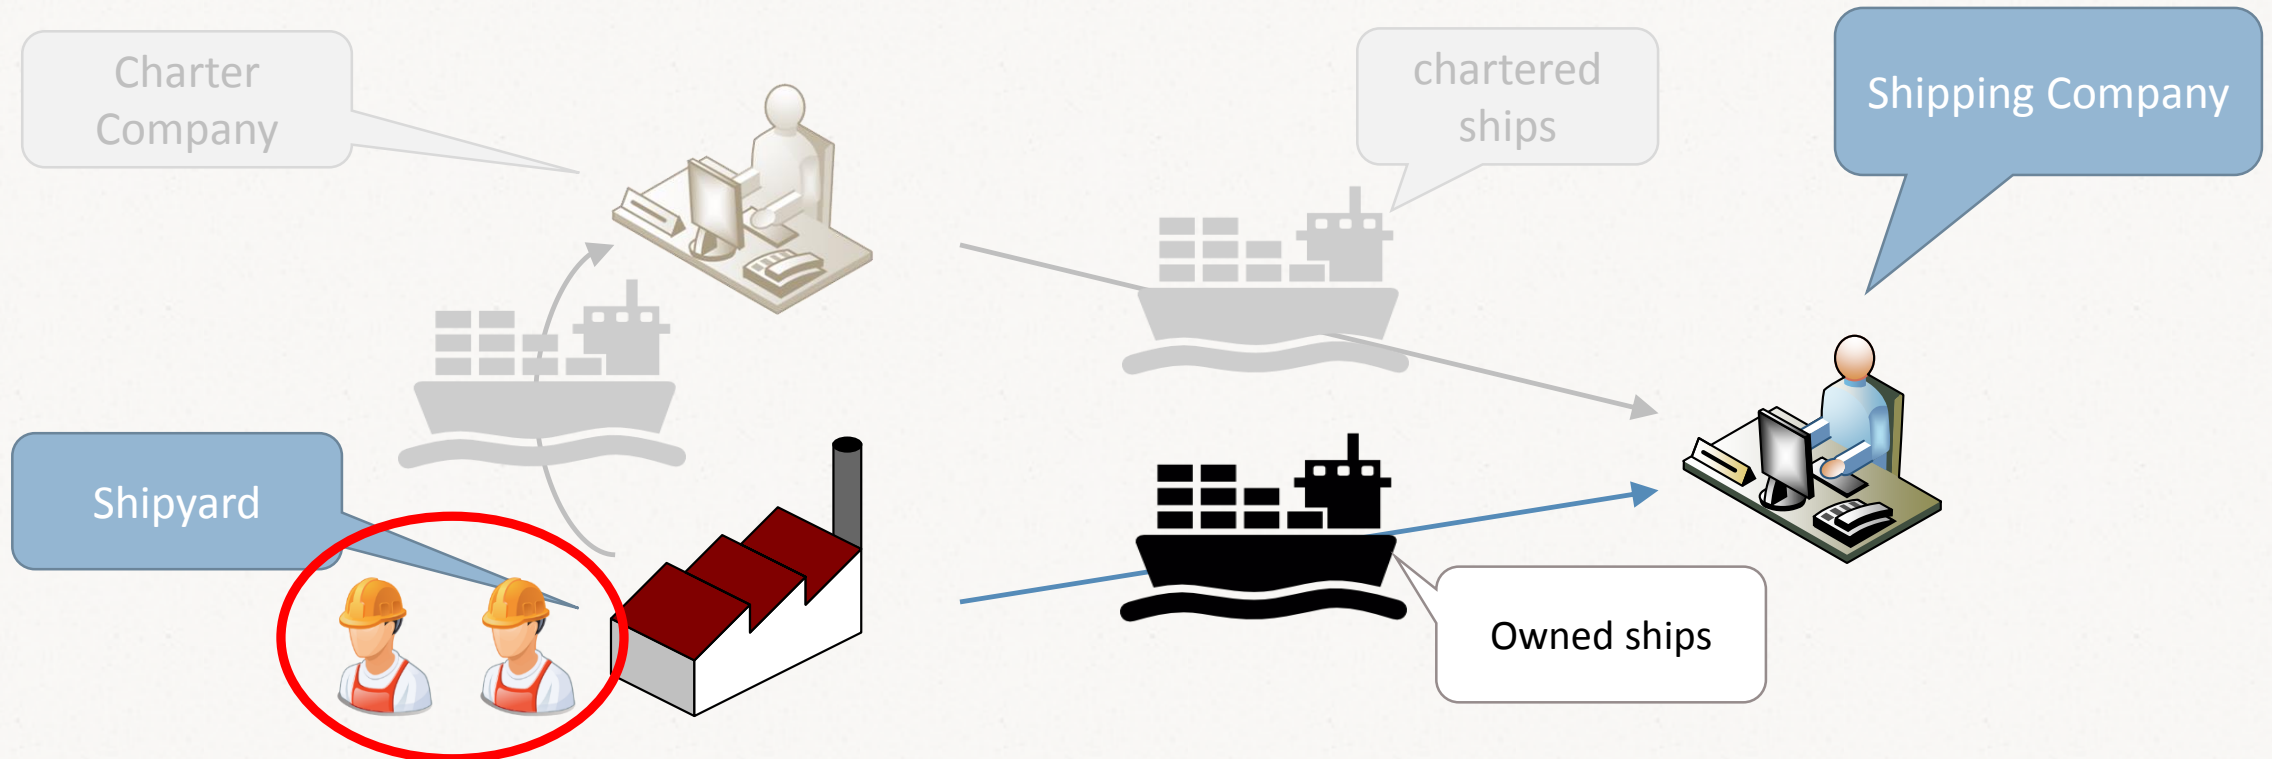 Charter
Company
chartered
ships
Shipping Company
Shipyard
Owned ships